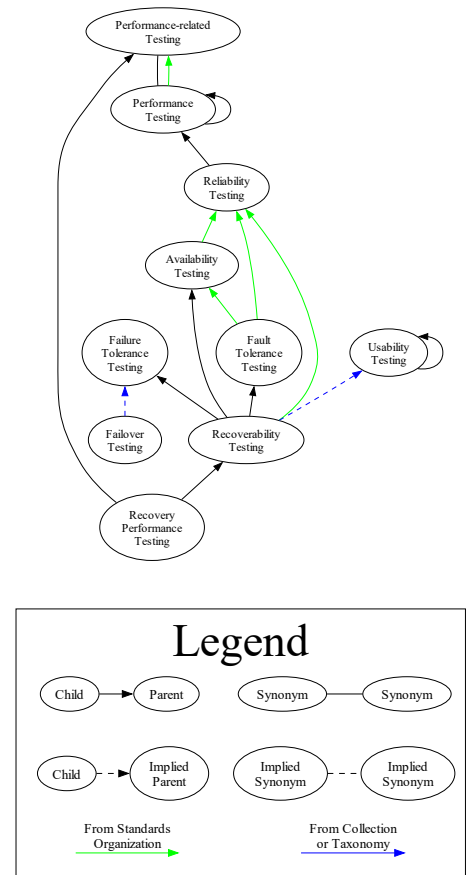 Performance-related
Testing
Performance
Testing
Reliability
Testing
Availability
Testing
Failure
Tolerance
Testing
Fault
Tolerance
Testing
Usability
Testing
Failover
Testing
Recoverability
Testing
Recovery
Performance
Testing
Legend
Child
Parent
Synonym
Synonym
Child
Implied
Parent
Implied
Synonym
Implied
Synonym
From Standards
Organization
From Collection
or Taxonomy